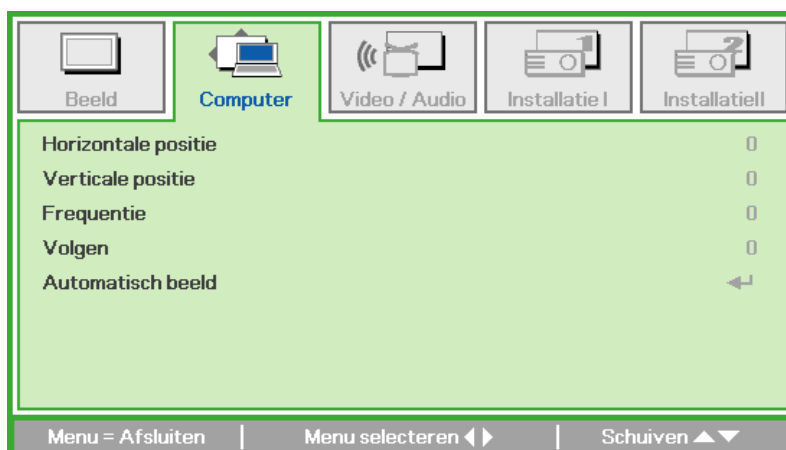 Beeld Computer Video / Audio Installatie I InstallatieII
Horizontale positie 0
Verticale positie 0
Frequentie 0
Volgen 0
Automatisch beeld
Menu = Afsluiten Menu selecteren Schuiven